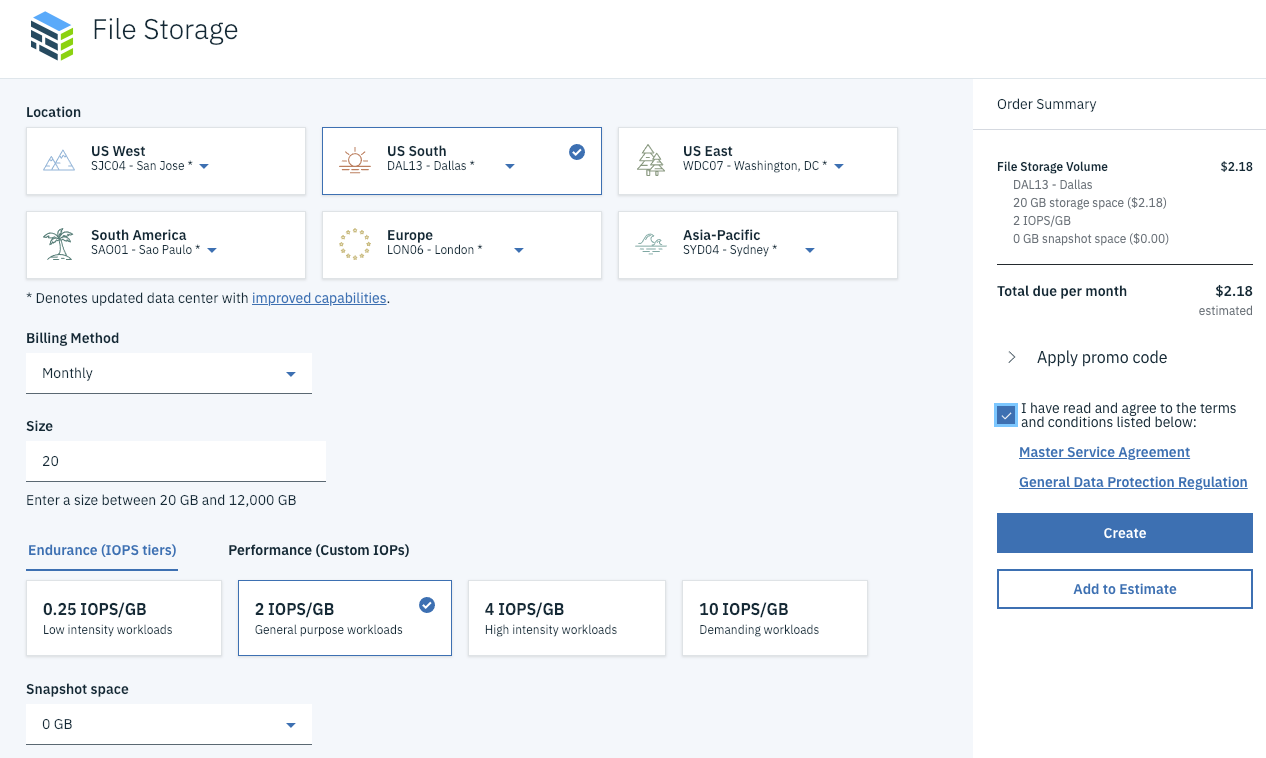 File Storage
Location
US West
SJC04 - San Jose *
US South
DAL13 - Dallas *
US East
WDC07 - Washington, DC *
South America
SAO01 - Sao Paulo *
Europe
LON06 - London *
Asia-Pacific
SYD04 - Sydney *
* Denotes updated data center with improved capabilities.
Billing Method
Monthly
Size
20
Enter a size between 20 GB and 12,000 GB
Endurance (IOPS tiers)
Performance (Custom IOPs)
0.25 IOPS/GB
Low intensity workloads
2 IOPS/GB
General purpose workloads
4 IOPS/GB
High intensity workloads
10 IOPS/GB
Demanding workloads
Snapshot space
0 GB
Order Summary
File Storage Volume $2.18
DAL13 - Dallas
20 GB storage space ($2.18)
2 IOPS/GB
0 GB snapshot space ($0.00)
Total due per month $2.18
estimated
Apply promo code
I have read and agree to the terms
and conditions listed below:
Master Service Agreement
General Data Protection Regulation
Create
Add to Estimate